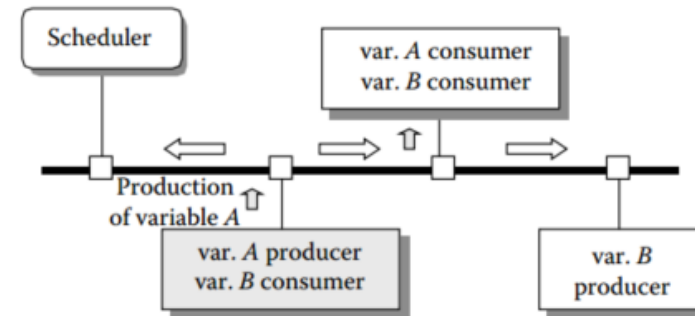 Scheduler
var. A consumer
var. B consumer
Production
of variable A
var. A producer
var. B consumer
var. B
producer